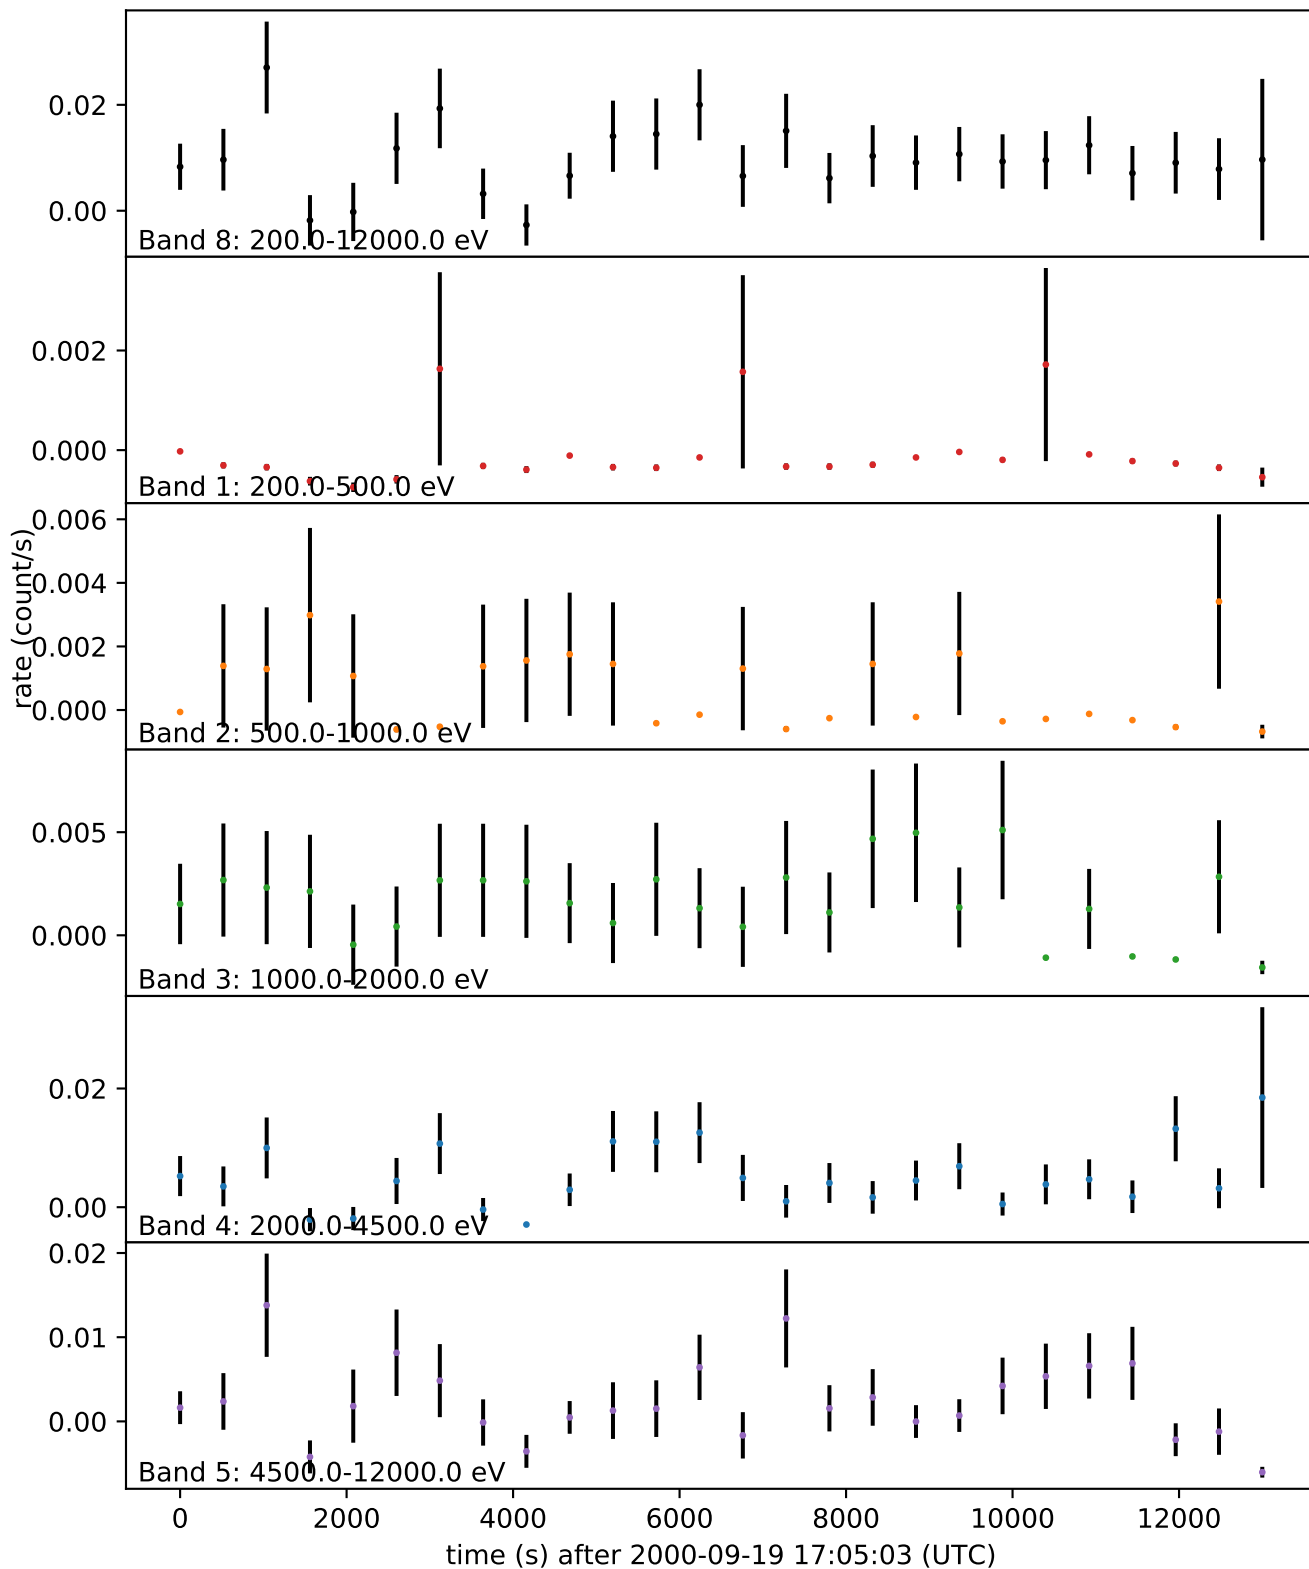 0.02
0.00
Band 8: 200.0-12000.0 eV
0.002
0.000
Band 1: 200.0-500.0 eV
rate (count/s)
0.006
0.004
0.002
0.000
Band 2: 500.0-1000.0 eV
0.005
0.000
Band 3: 1000.0-2000.0 eV
0.02
0.00
Band 4: 2000.0-4500.0 eV
0.02
0.01
0.00
Band 5: 4500.0-12000.0 eV
0 2000 4000 6000 8000 10000 12000
time (s) after 2000-09-19 17:05:03 (UTC)